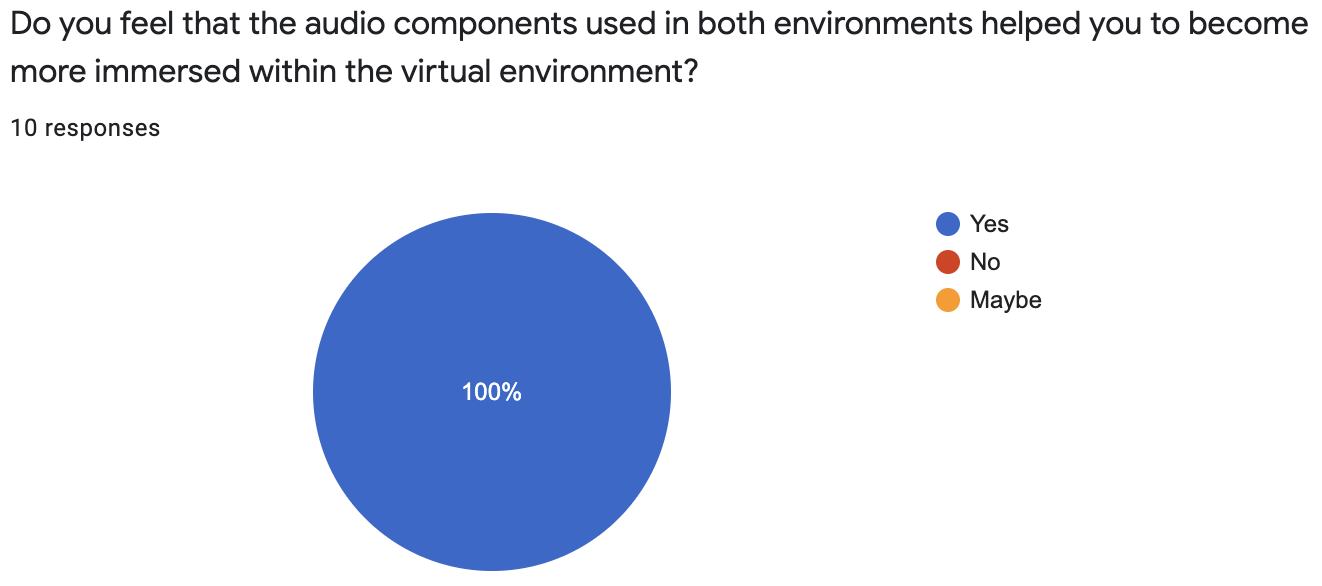 Do you feel that the audio components used in both environments helped you to become
more immersed within the virtual environment?
10 responses
Yes
No
Maybe
100%